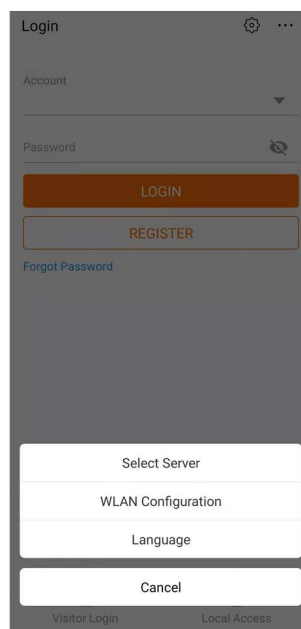 Login
Account
Password
LOGIN
REGISTER
Forgot Password
Select Server
WLAN Configuration
Language
Cancel
Visitor Login Local Access